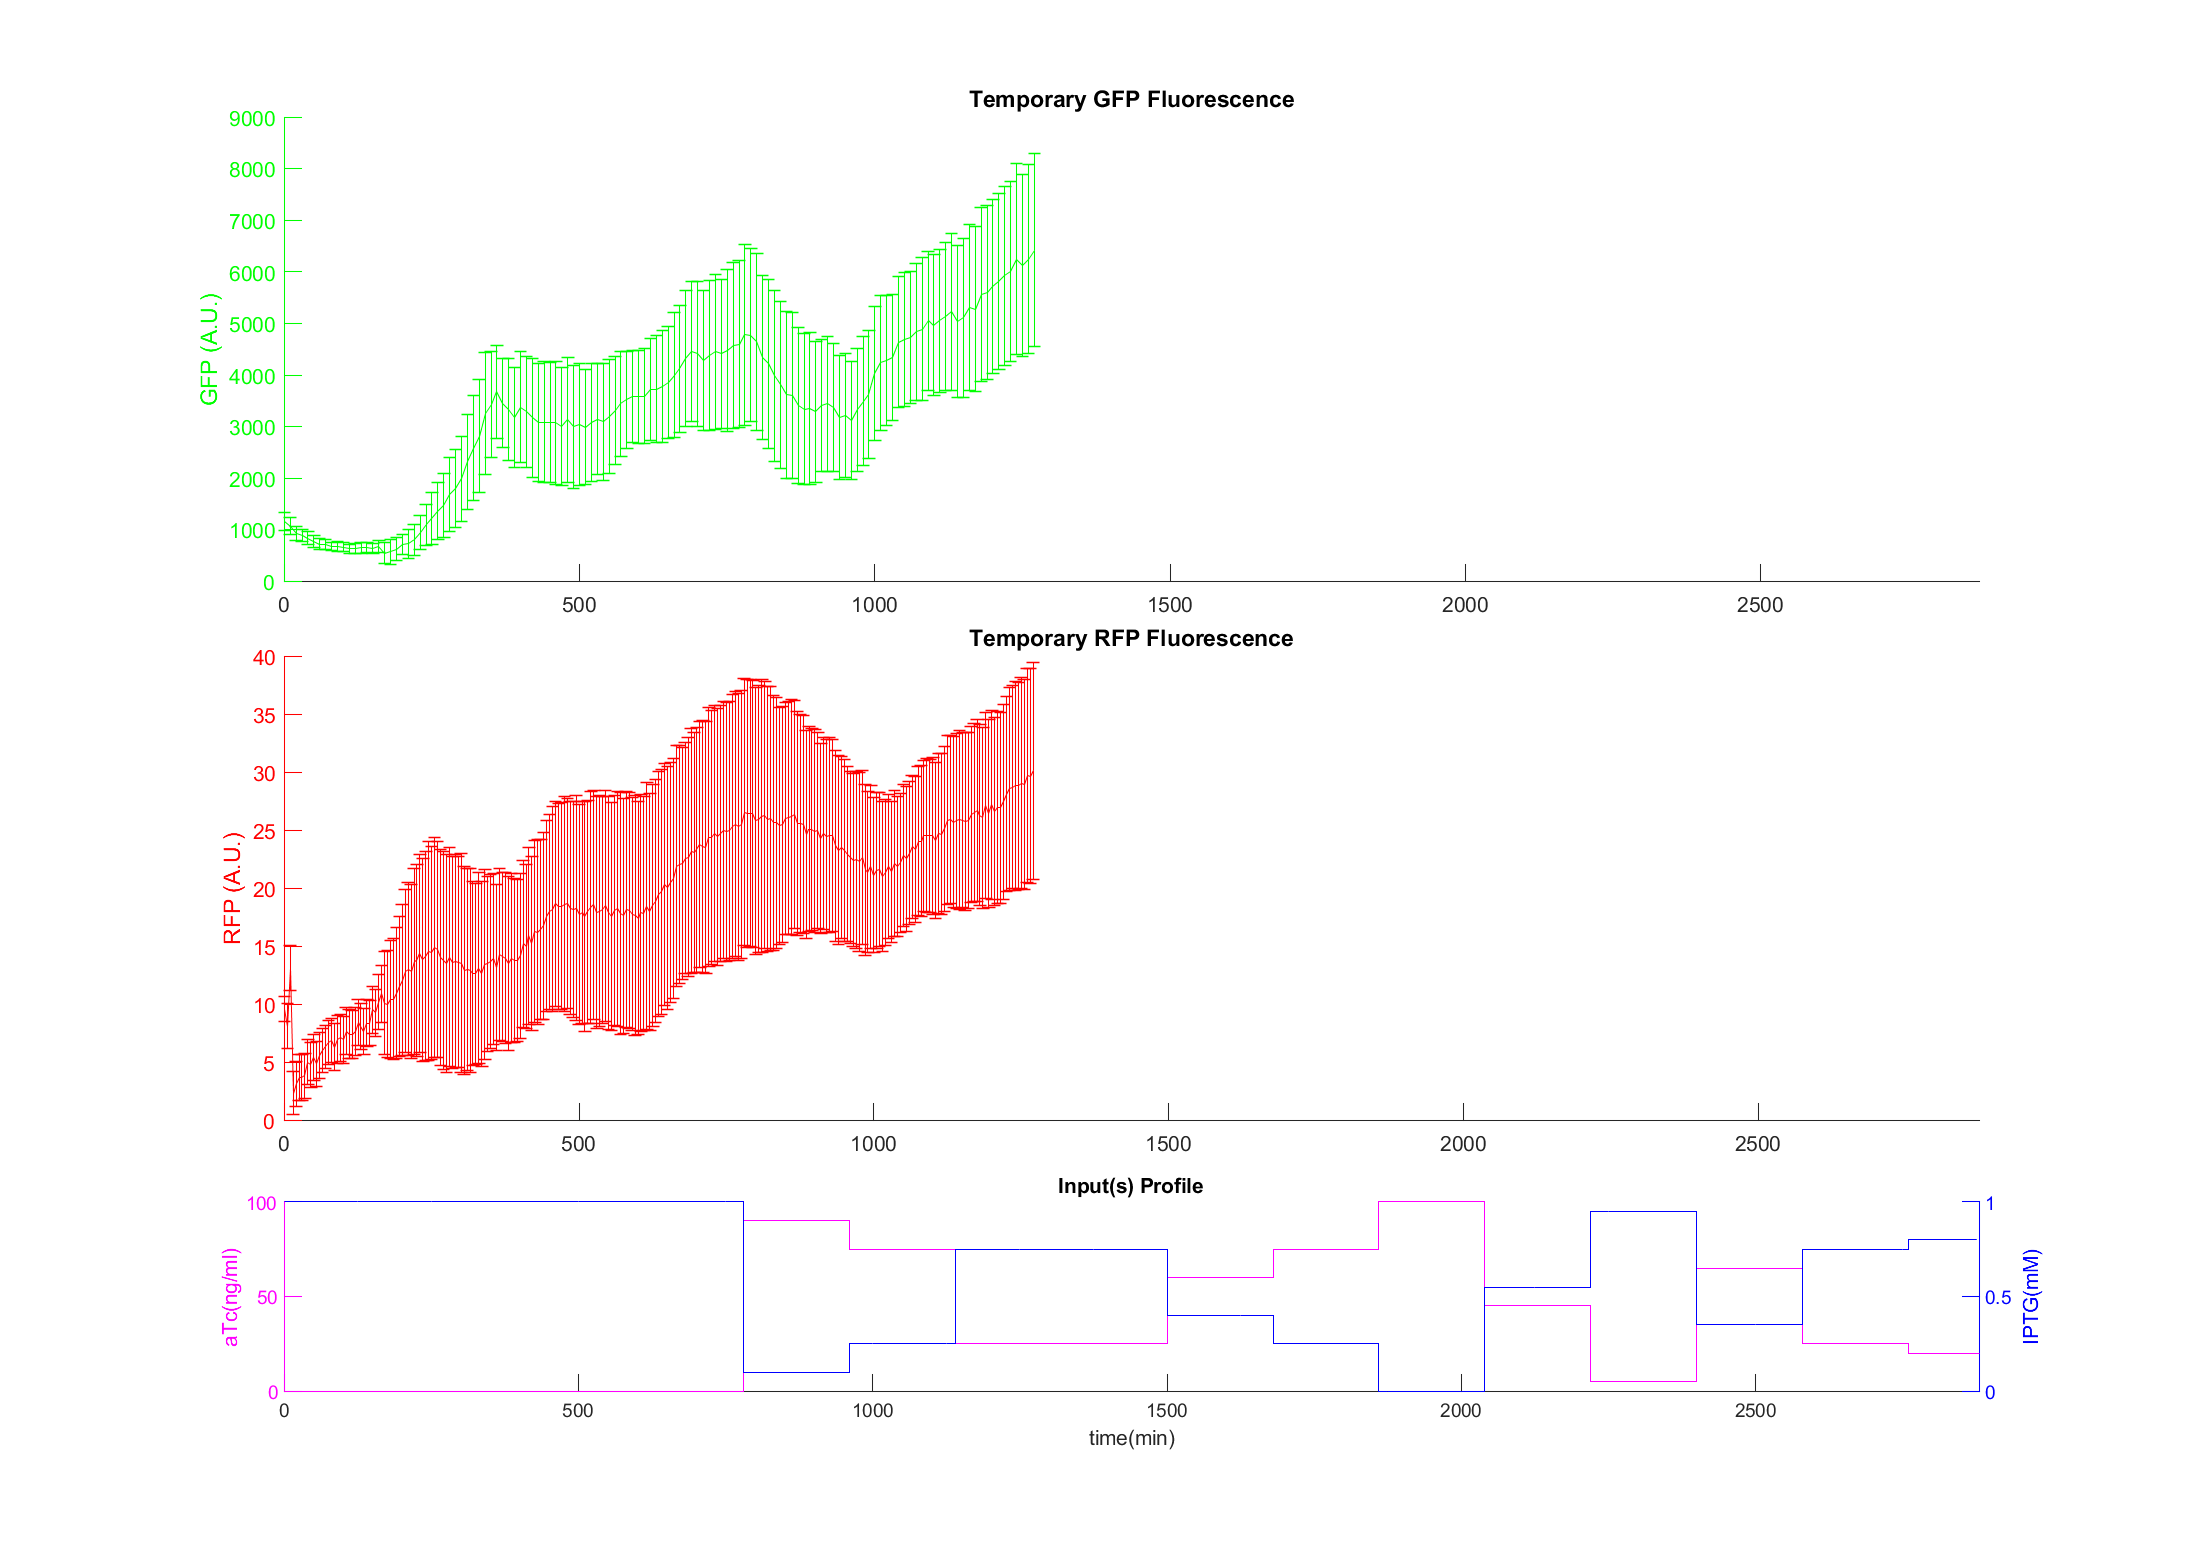 Temporary GFP Fluorescence
9000
8000
7000
6000
5000
4000
3000
2000
1000
0
GFP (A.U.)
0 500 1000 1500 2000 2500
Temporary RFP Fluorescence
40
35
30
25
20
15
10
5
0
RFP (A.U.)
0 500 1000 1500 2000 2500
Input(s) Profile
100
50
0
aTc(ng/ml)
1
0.5
0
IPTG(mM)
0 500 1000 1500 2000 2500
time(min)